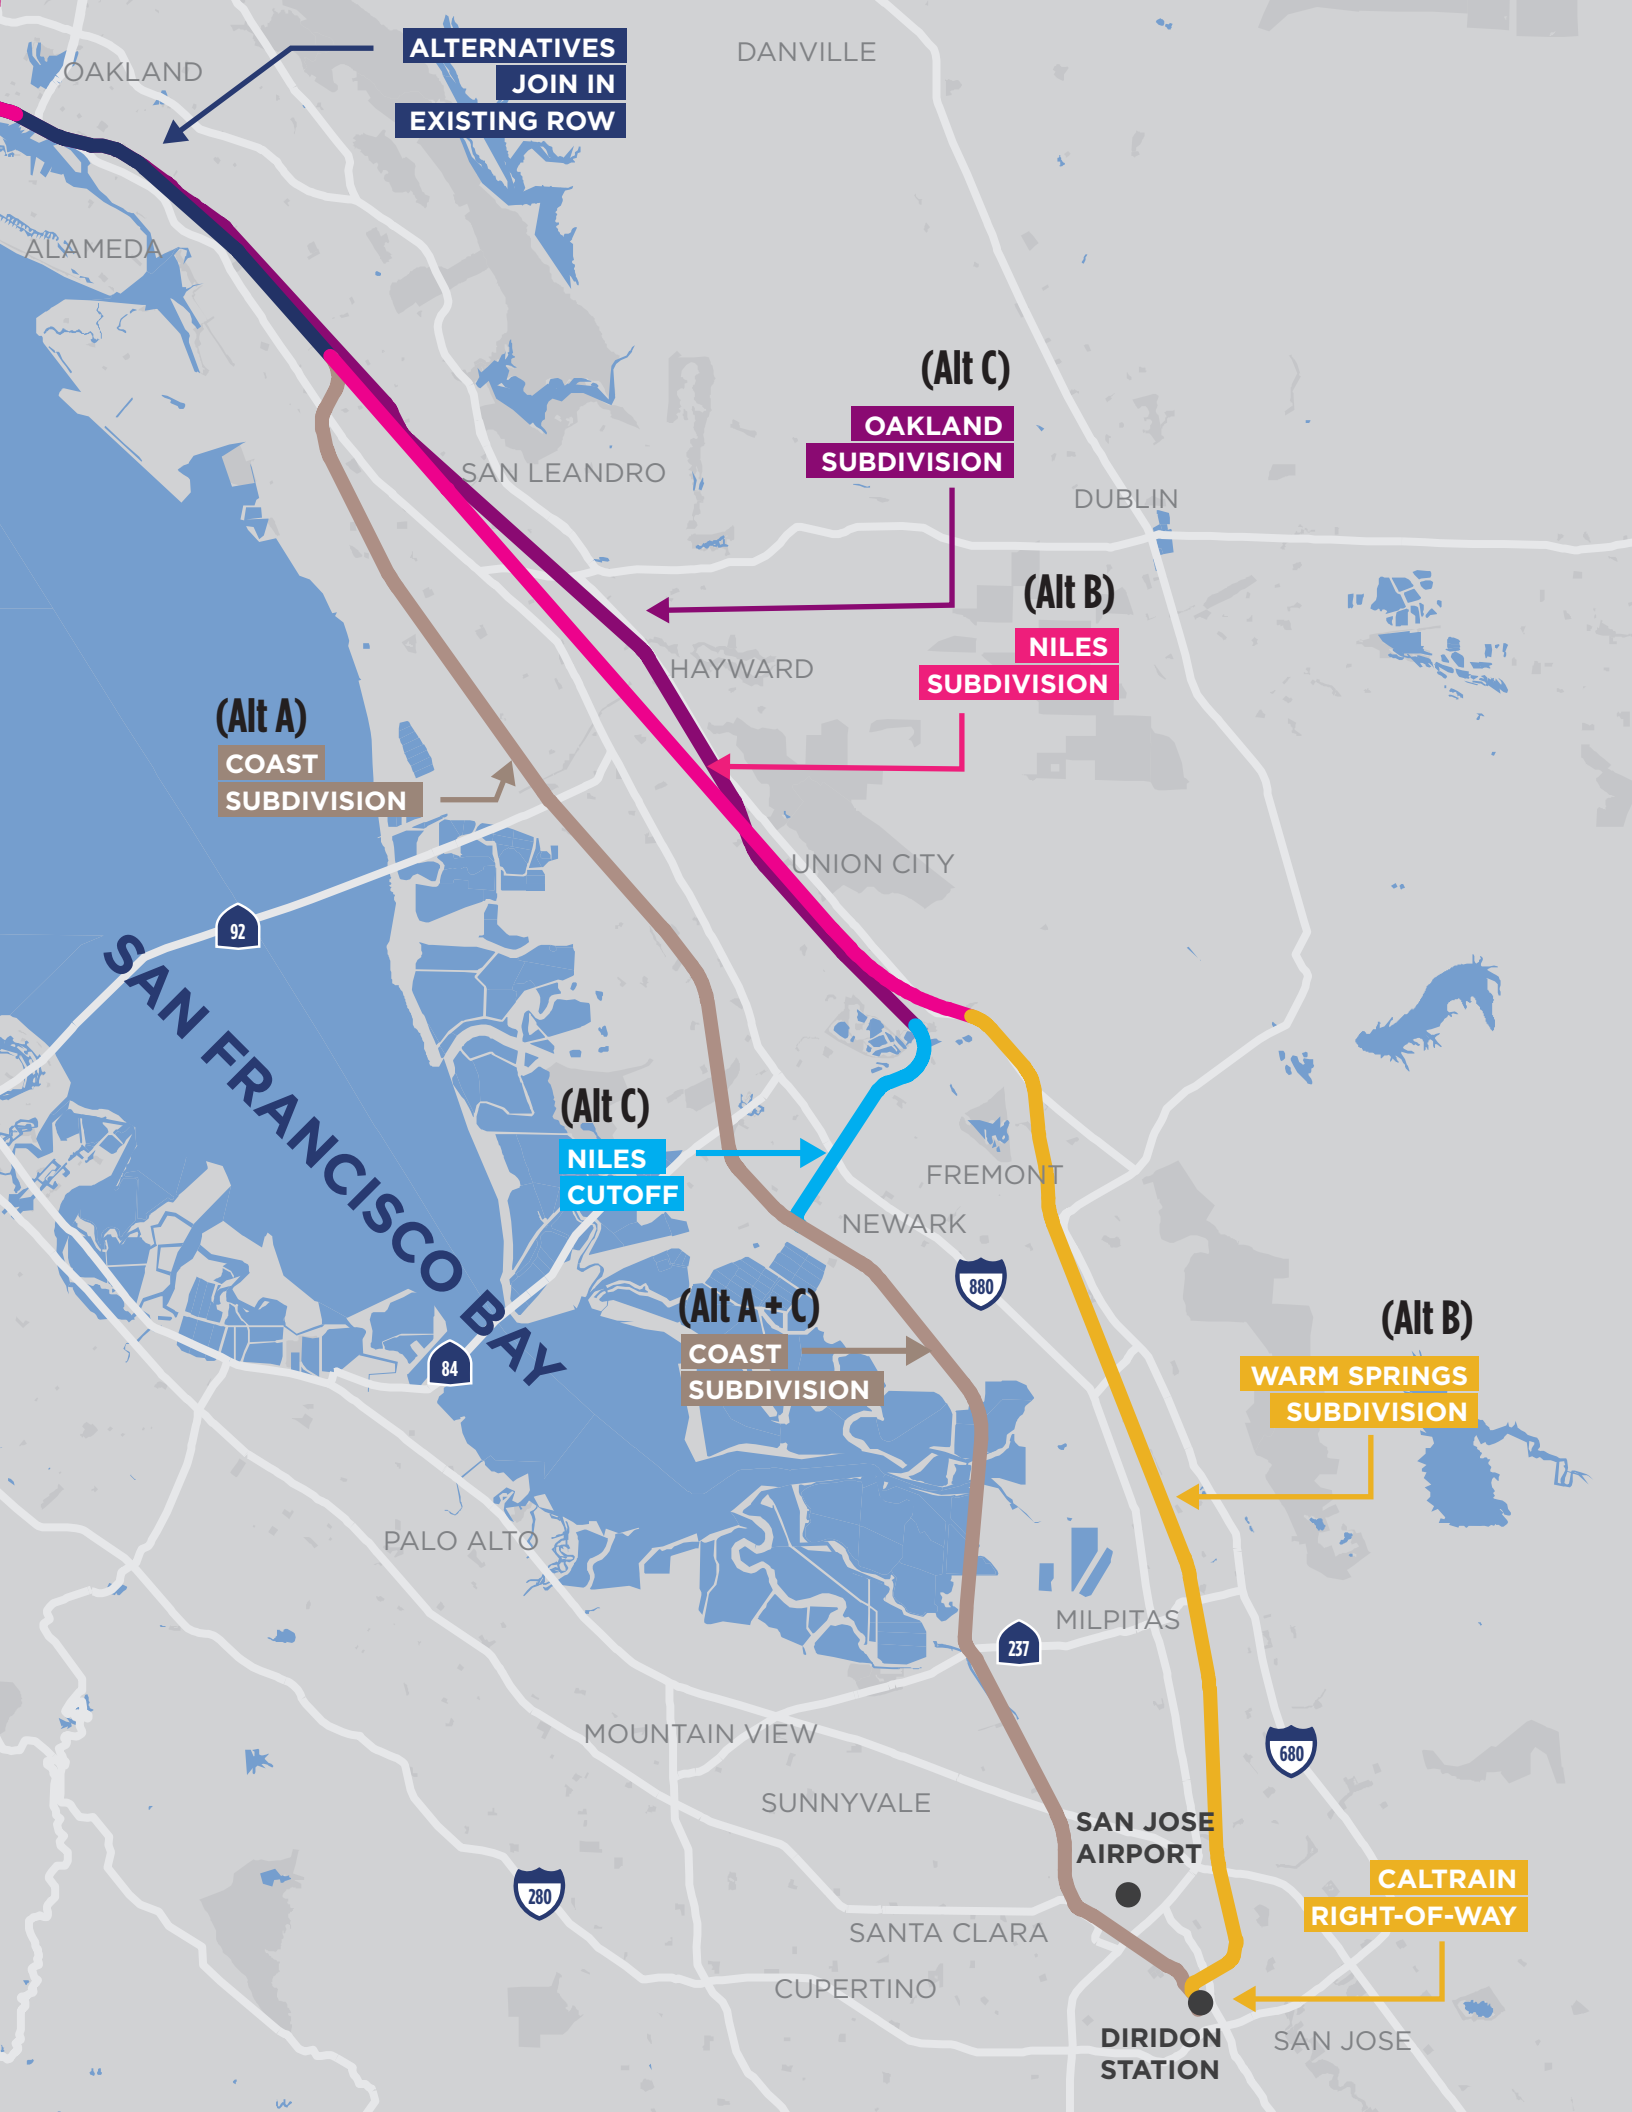 ALTERNATIVES
JOIN IN
EXISTING ROW
DANVILLE
OAKLAND
ALAMEDA
(Alt C)
OAKLAND
SUBDIVISION
SAN LEANDRO
DUBLIN
(Alt B)
NILES
SUBDIVISION
HAYWARD
(Alt A)
COAST
SUBDIVISION
UNION CITY
92
SAN FRANCISCO BAY
(Alt C)
NILES
CUTOFF
FREMONT
NEWARK
880
(Alt A + C)
COAST
SUBDIVISION
84
(Alt B)
WARM SPRINGS
SUBDIVISION
PALO ALTO
MILPITAS
237
MOUNTAIN VIEW
680
SUNNYVALE
SAN JOSE
AIRPORT
CALTRAIN
RIGHT-OF-WAY
280
SANTA CLARA
CUPERTINO
DIRIDON
STATION
SAN JOSE